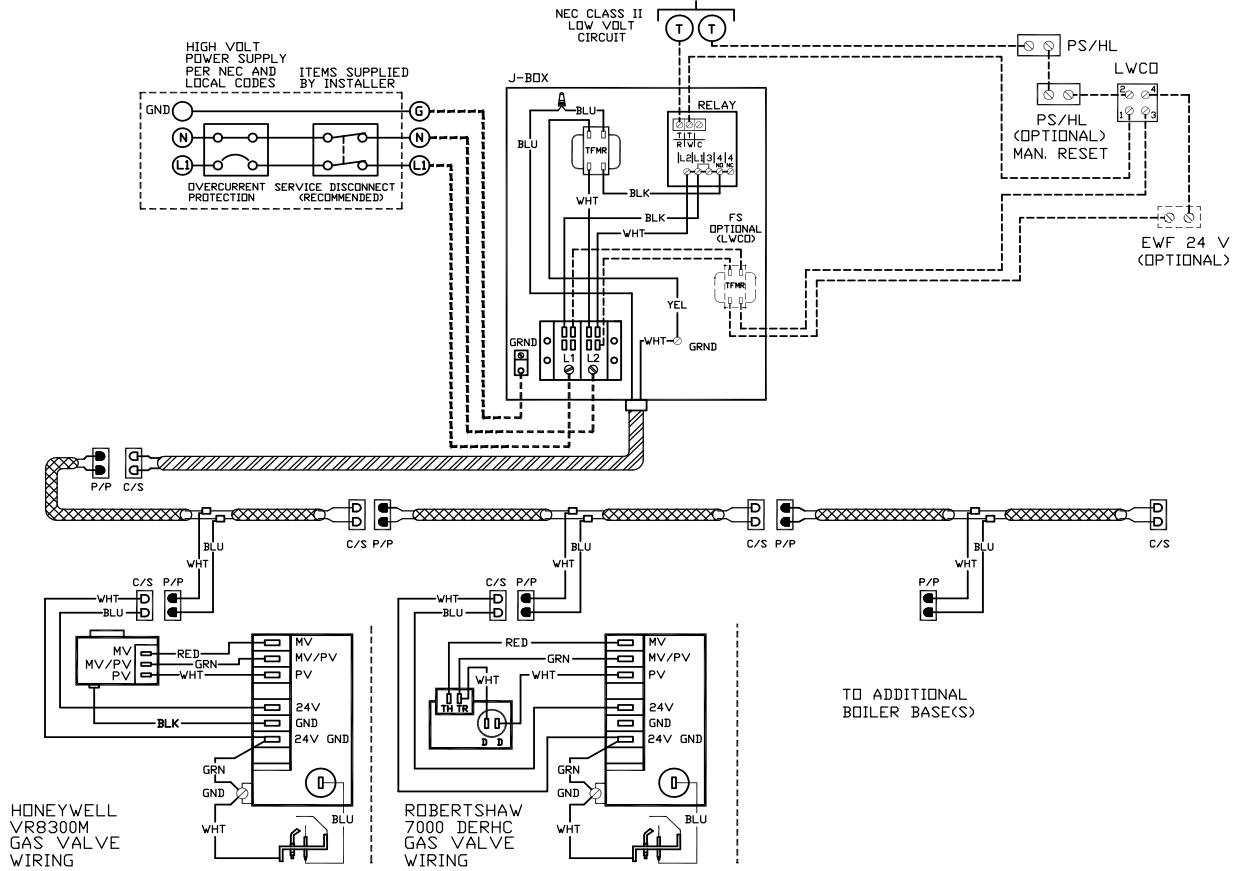 NEC CLASS II
LOW VOLT
CIRCUIT
T
T
HIGH VOLT
POWER SUPPLY
PER NEC AND
LOCAL CODES
ITEMS SUPPLIED
BY INSTALLER
GND
G
N
N
L1
L1
OVERCURRENT
PROTECTION
SERVICE DISCONNECT
(RECOMMENDED)
J-BOX
BLU
BLU
TFMR
RELAY
T T
R W C
L2 L1 3 4 4
NO NC
BLK
WHT
BLK
WHT
FS
OPTIONAL
(LWCO)
TFMR
YEL
WHT
GRND
GRND
L1
L2
PS/HL
LWCO
2
4
1
3
PS/HL
(OPTIONAL)
MAN. RESET
EWF 24 V
(OPTIONAL)
P/P
C/S
C/S
P/P
C/S
P/P
C/S
BLU
WHT
BLU
WHT
BLU
WHT
C/S
P/P
WHT
BLU
C/S
P/P
WHT
BLU
P/P
MV
MV/PV
PV
RED
GRN
WHT
BLK
MV
MV/PV
PV
24V
GND
24V GND
GRN
GND
WHT
BLU
HONEYWELL
VR8300M
GAS VALVE
WIRING
RED
GRN
WHT
WHT
TH TR
D D
MV
MV/PV
PV
24V
GND
24V GND
GRN
GND
WHT
BLU
ROBERTSHAW
7000 DERHC
GAS VALVE
WIRING
TO ADDITIONAL
BOILER BASE(S)